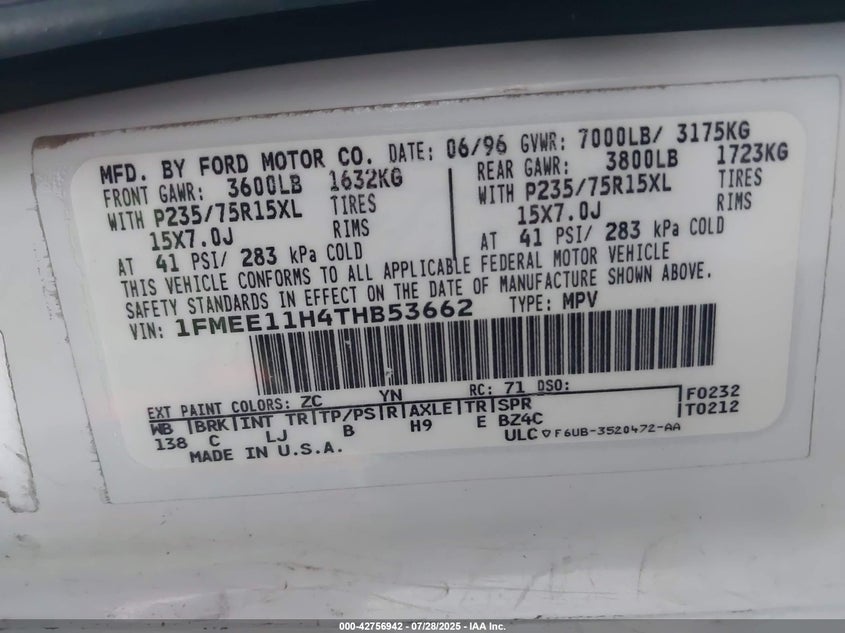 MFD. BY FORD MOTOR CO. DATE: 06/96 GVWR: 7000LB/ 3175KG
FRONT GAWR: 3600LB 1632KG REAR GAWR: 3800LB 1723KG
WITH P235/75R15XL TIRES WITH P235/75R15XL TIRES
15X7.0J RIMS 15X7.0J RIMS
AT 41 PSI/ 283 kPa COLD AT 41 PSI/ 283 kPa COLD
THIS VEHICLE CONFORMS TO ALL APPLICABLE FEDERAL MOTOR VEHICLE
SAFETY STANDARDS IN EFFECT ON THE DATE OF MANUFACTURE SHOWN ABOVE.
VIN: 1FMEE11H4THB53662 TYPE: MPV
EXT PAINT COLORS: ZC YN RC: 71 DSO:
WB |BRK|INT TR|TP/PS|R|AXLE|TR|SPR F0232
138 C LJ B H9 E BZ4C T0212
MADE IN U.S.A. ULC ▽F6UB-3520472-AA
000-42756942 / 07/28/2025 - IAA Inc.